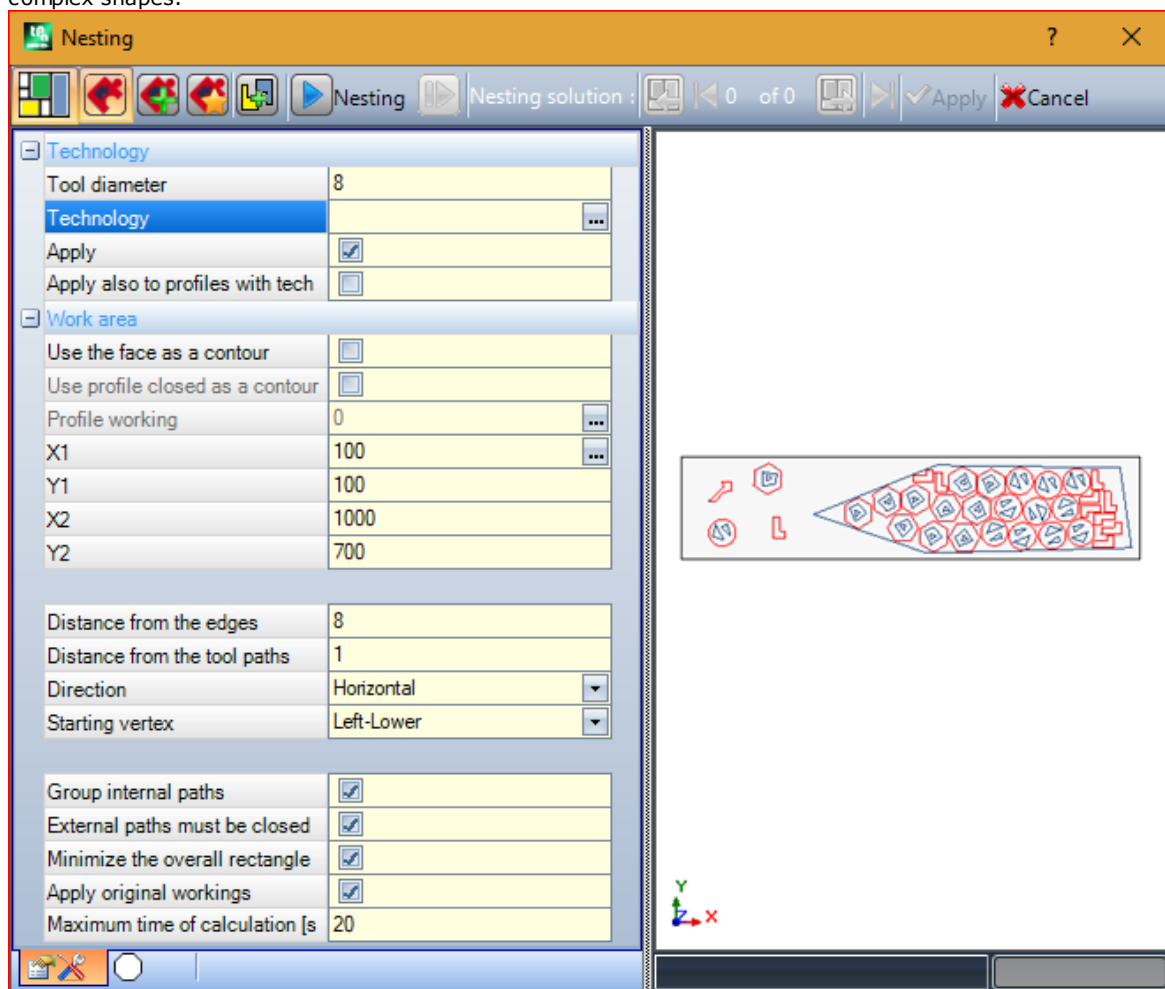 complex shapes.
Nesting ?
Nesting Nesting solution : 0 of 0 Apply Cancel
Technology
Tool diameter 8
Technology ...
Apply
Apply also to profiles with tech
Work area
Use the face as a contour
Use profile closed as a contour
Profile working 0 ...
X1 100 ...
Y1 100
X2 1000
Y2 700
Distance from the edges 8
Distance from the tool paths 1
Direction Horizontal
Starting vertex Left-Lower
Group internal paths
External paths must be closed
Minimize the overall rectangle
Apply original workings
Maximum time of calculation [s 20
Y
Z X